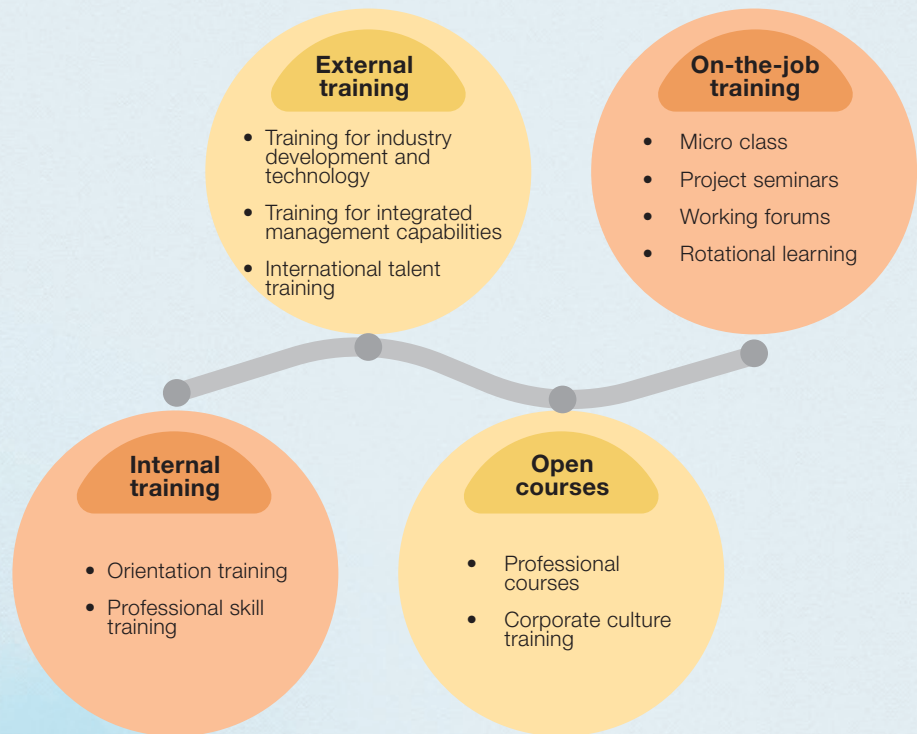 External
training
• Training for industry
development and
technology
• Training for integrated
management capabilities
• International talent
training
On-the-job
training
• Micro class
• Project seminars
• Working forums
• Rotational learning
Internal
training
• Orientation training
• Professional skill
training
Open
courses
• Professional
courses
• Corporate culture
training